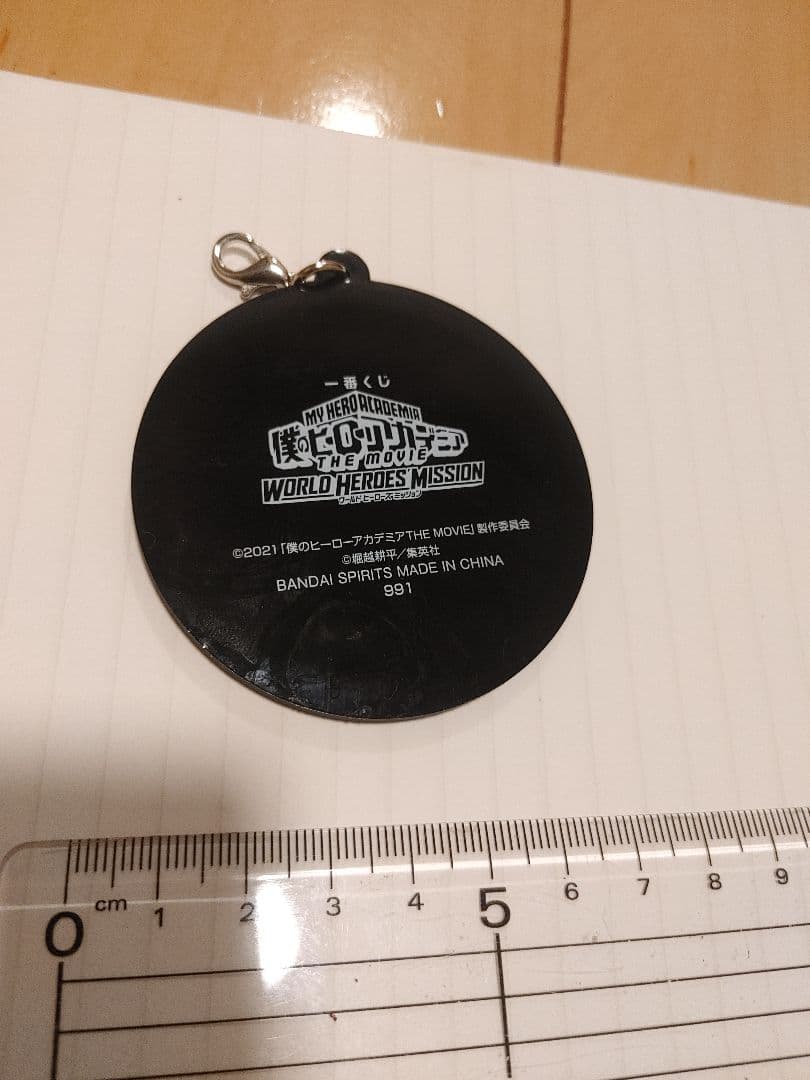 一番くじ
MY HERO ACADEMIA
僕のヒーローアカデミア
THE MOVIE
WORLD HEROES' MISSION
ワールド ヒーローズ ミッション
©2021「僕のヒーローアカデミアTHE MOVIE」製作委員会
©堀越耕平／集英社
BANDAI SPIRITS MADE IN CHINA
991
0 cm 1 2 3 4 5 6 7 8 9